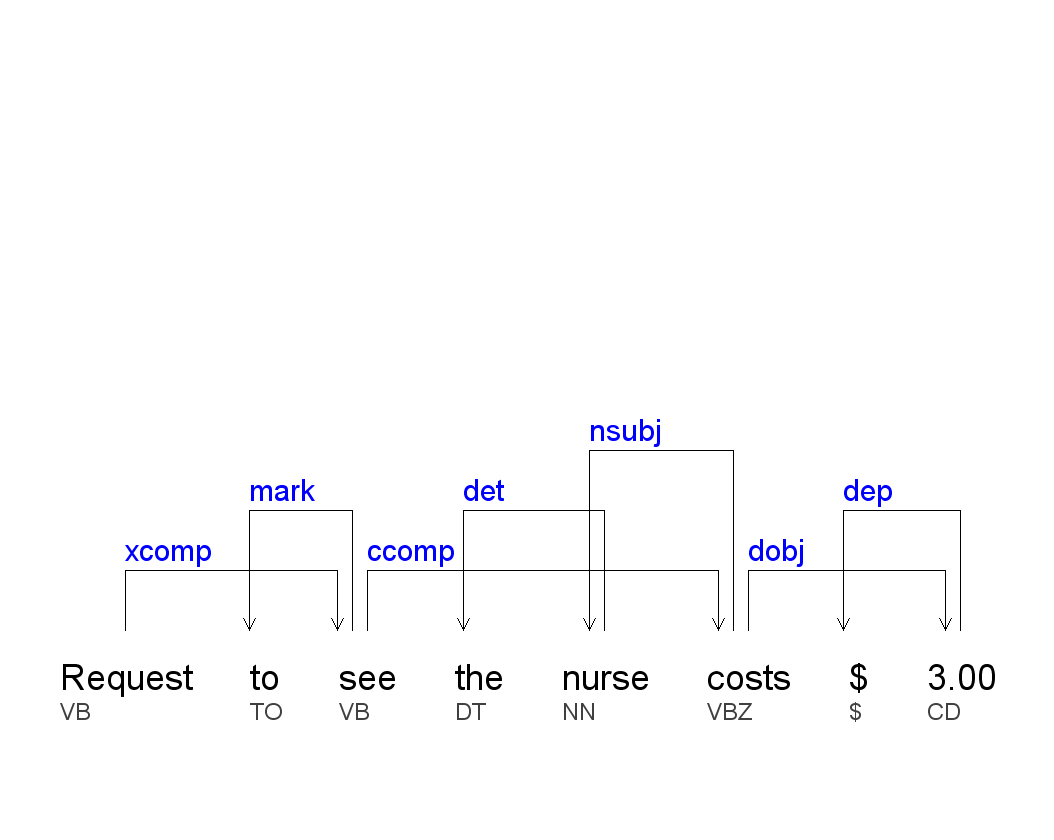 nsubj
mark det dep
xcomp ccomp dobj
Request to see the nurse costs $ 3.00
VB TO VB DT NN VBZ $ CD